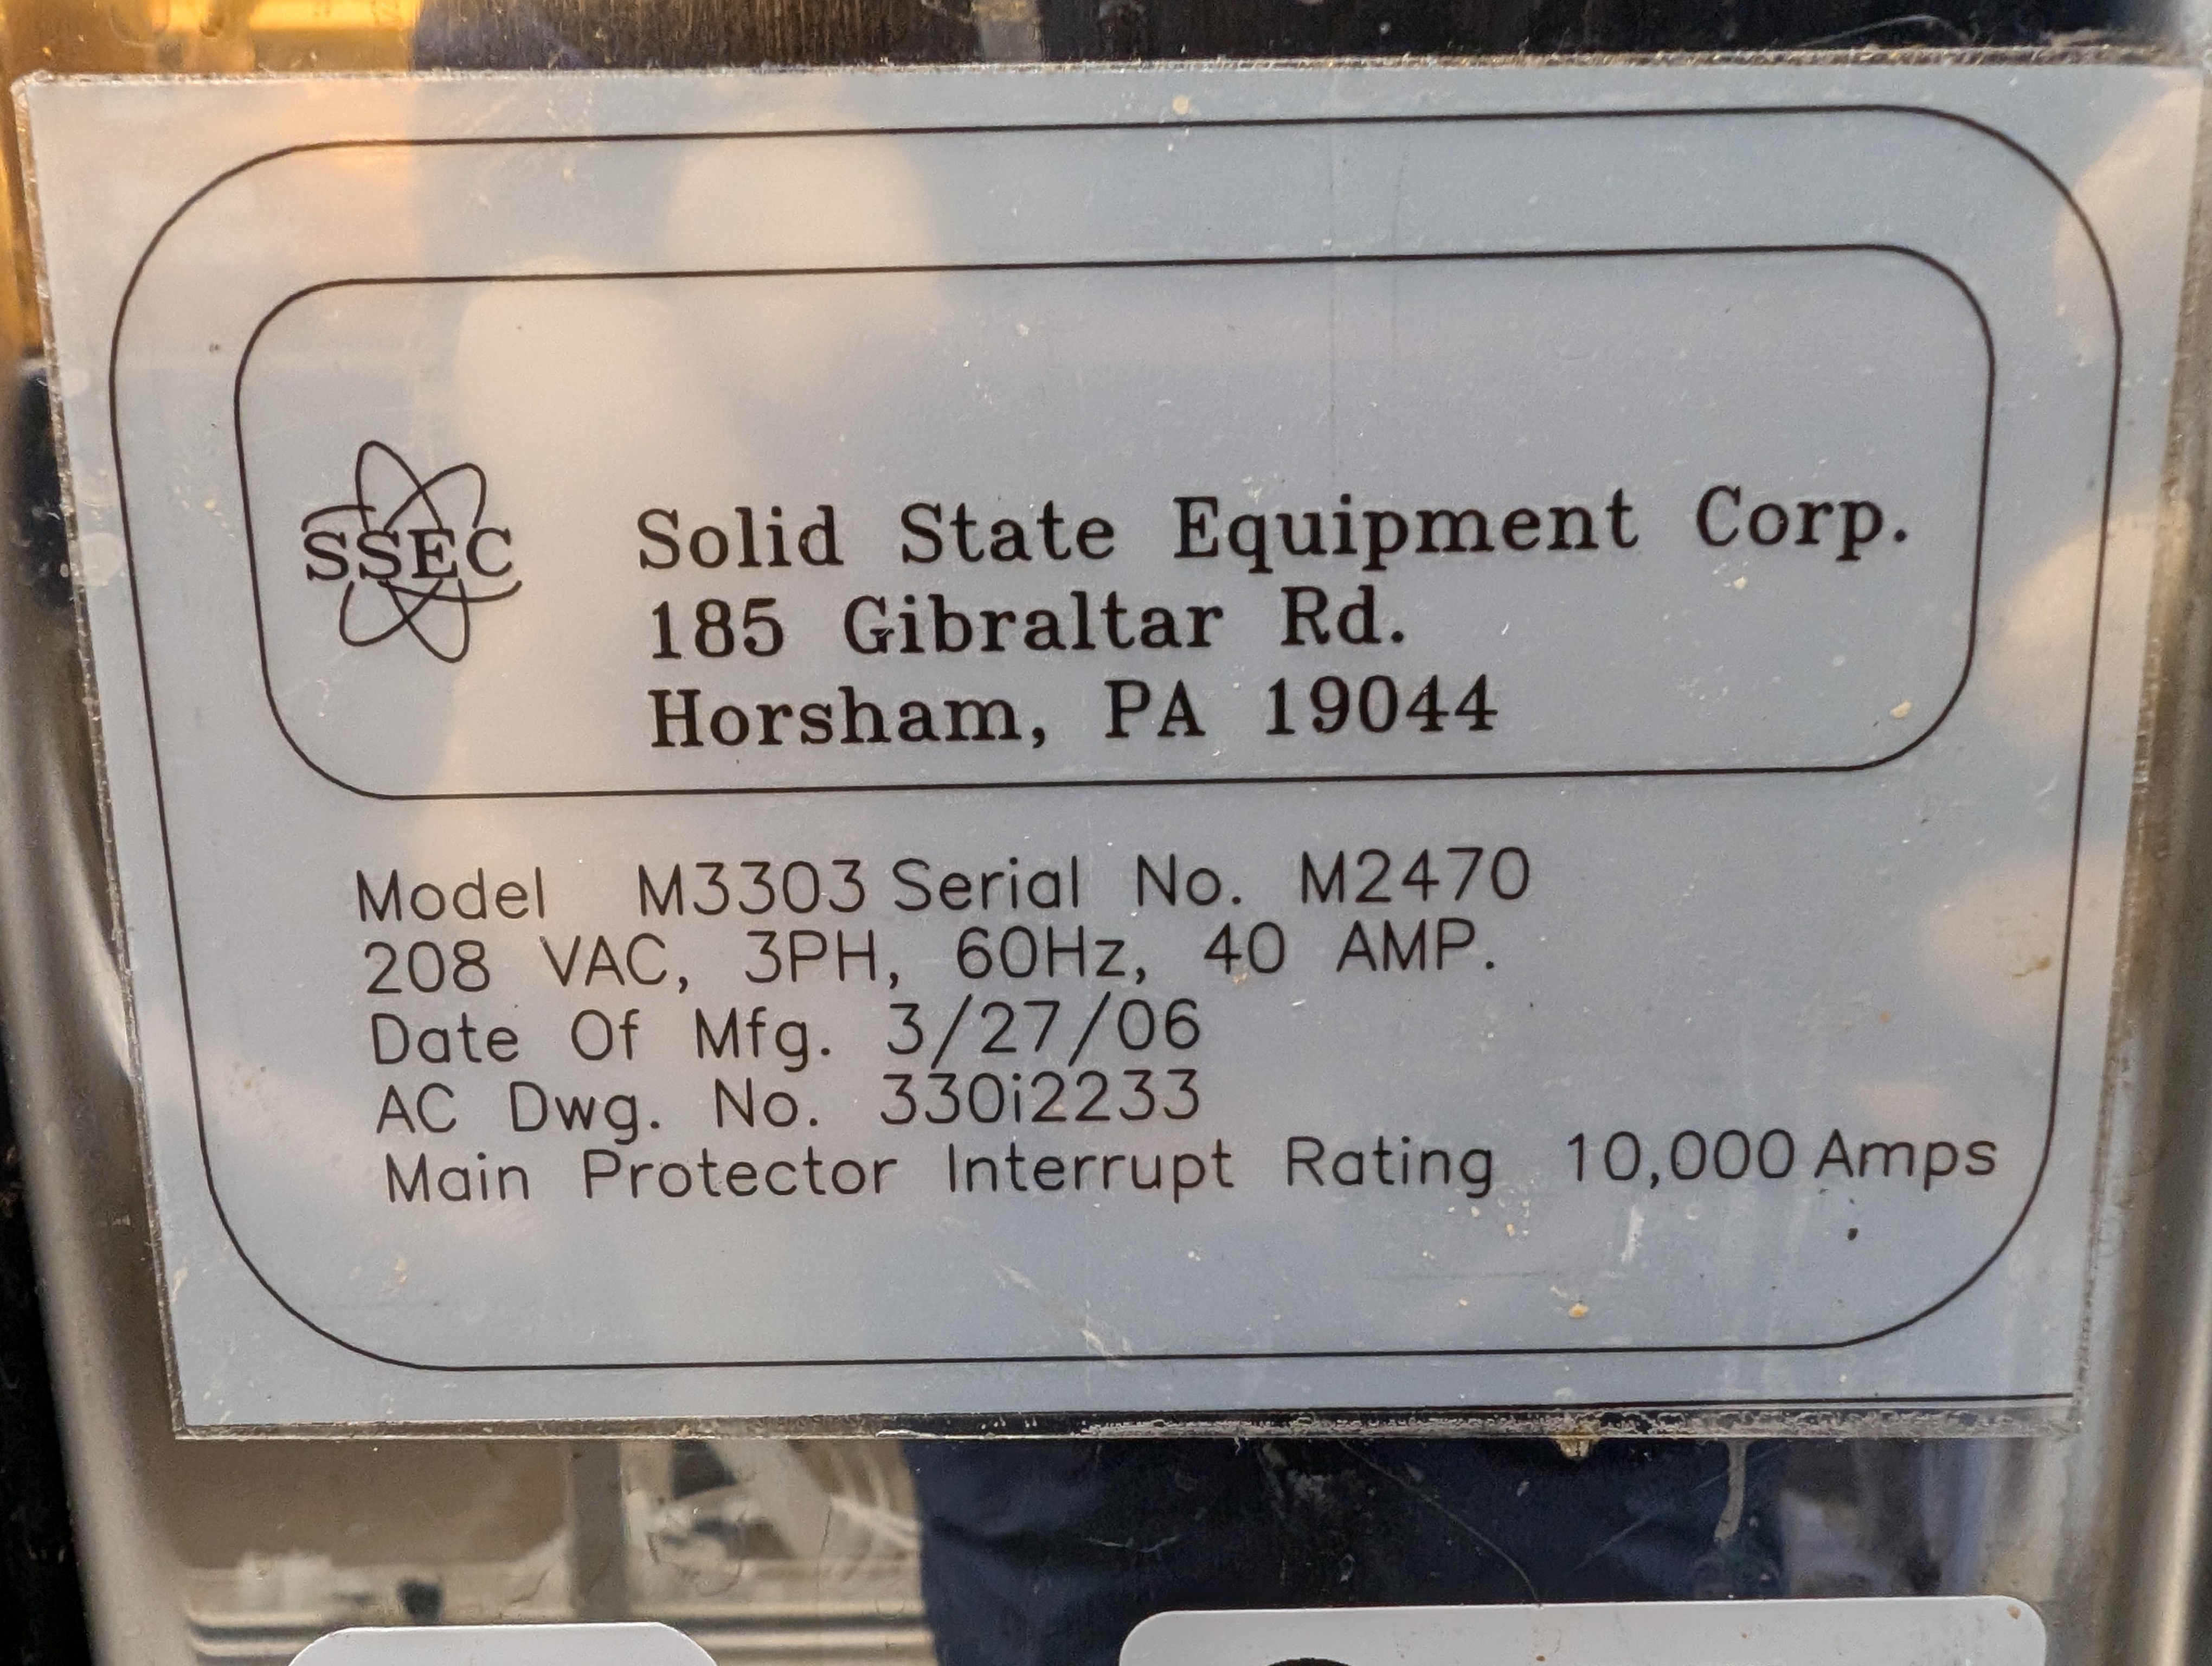 SSEC
Solid State Equipment Corp.
185 Gibraltar Rd.
Horsham, PA 19044
Model M3303 Serial No. M2470
208 VAC, 3PH, 60Hz, 40 AMP.
Date Of Mfg. 3/27/06
AC Dwg. No. 330i2233
Main Protector Interrupt Rating 10,000 Amps